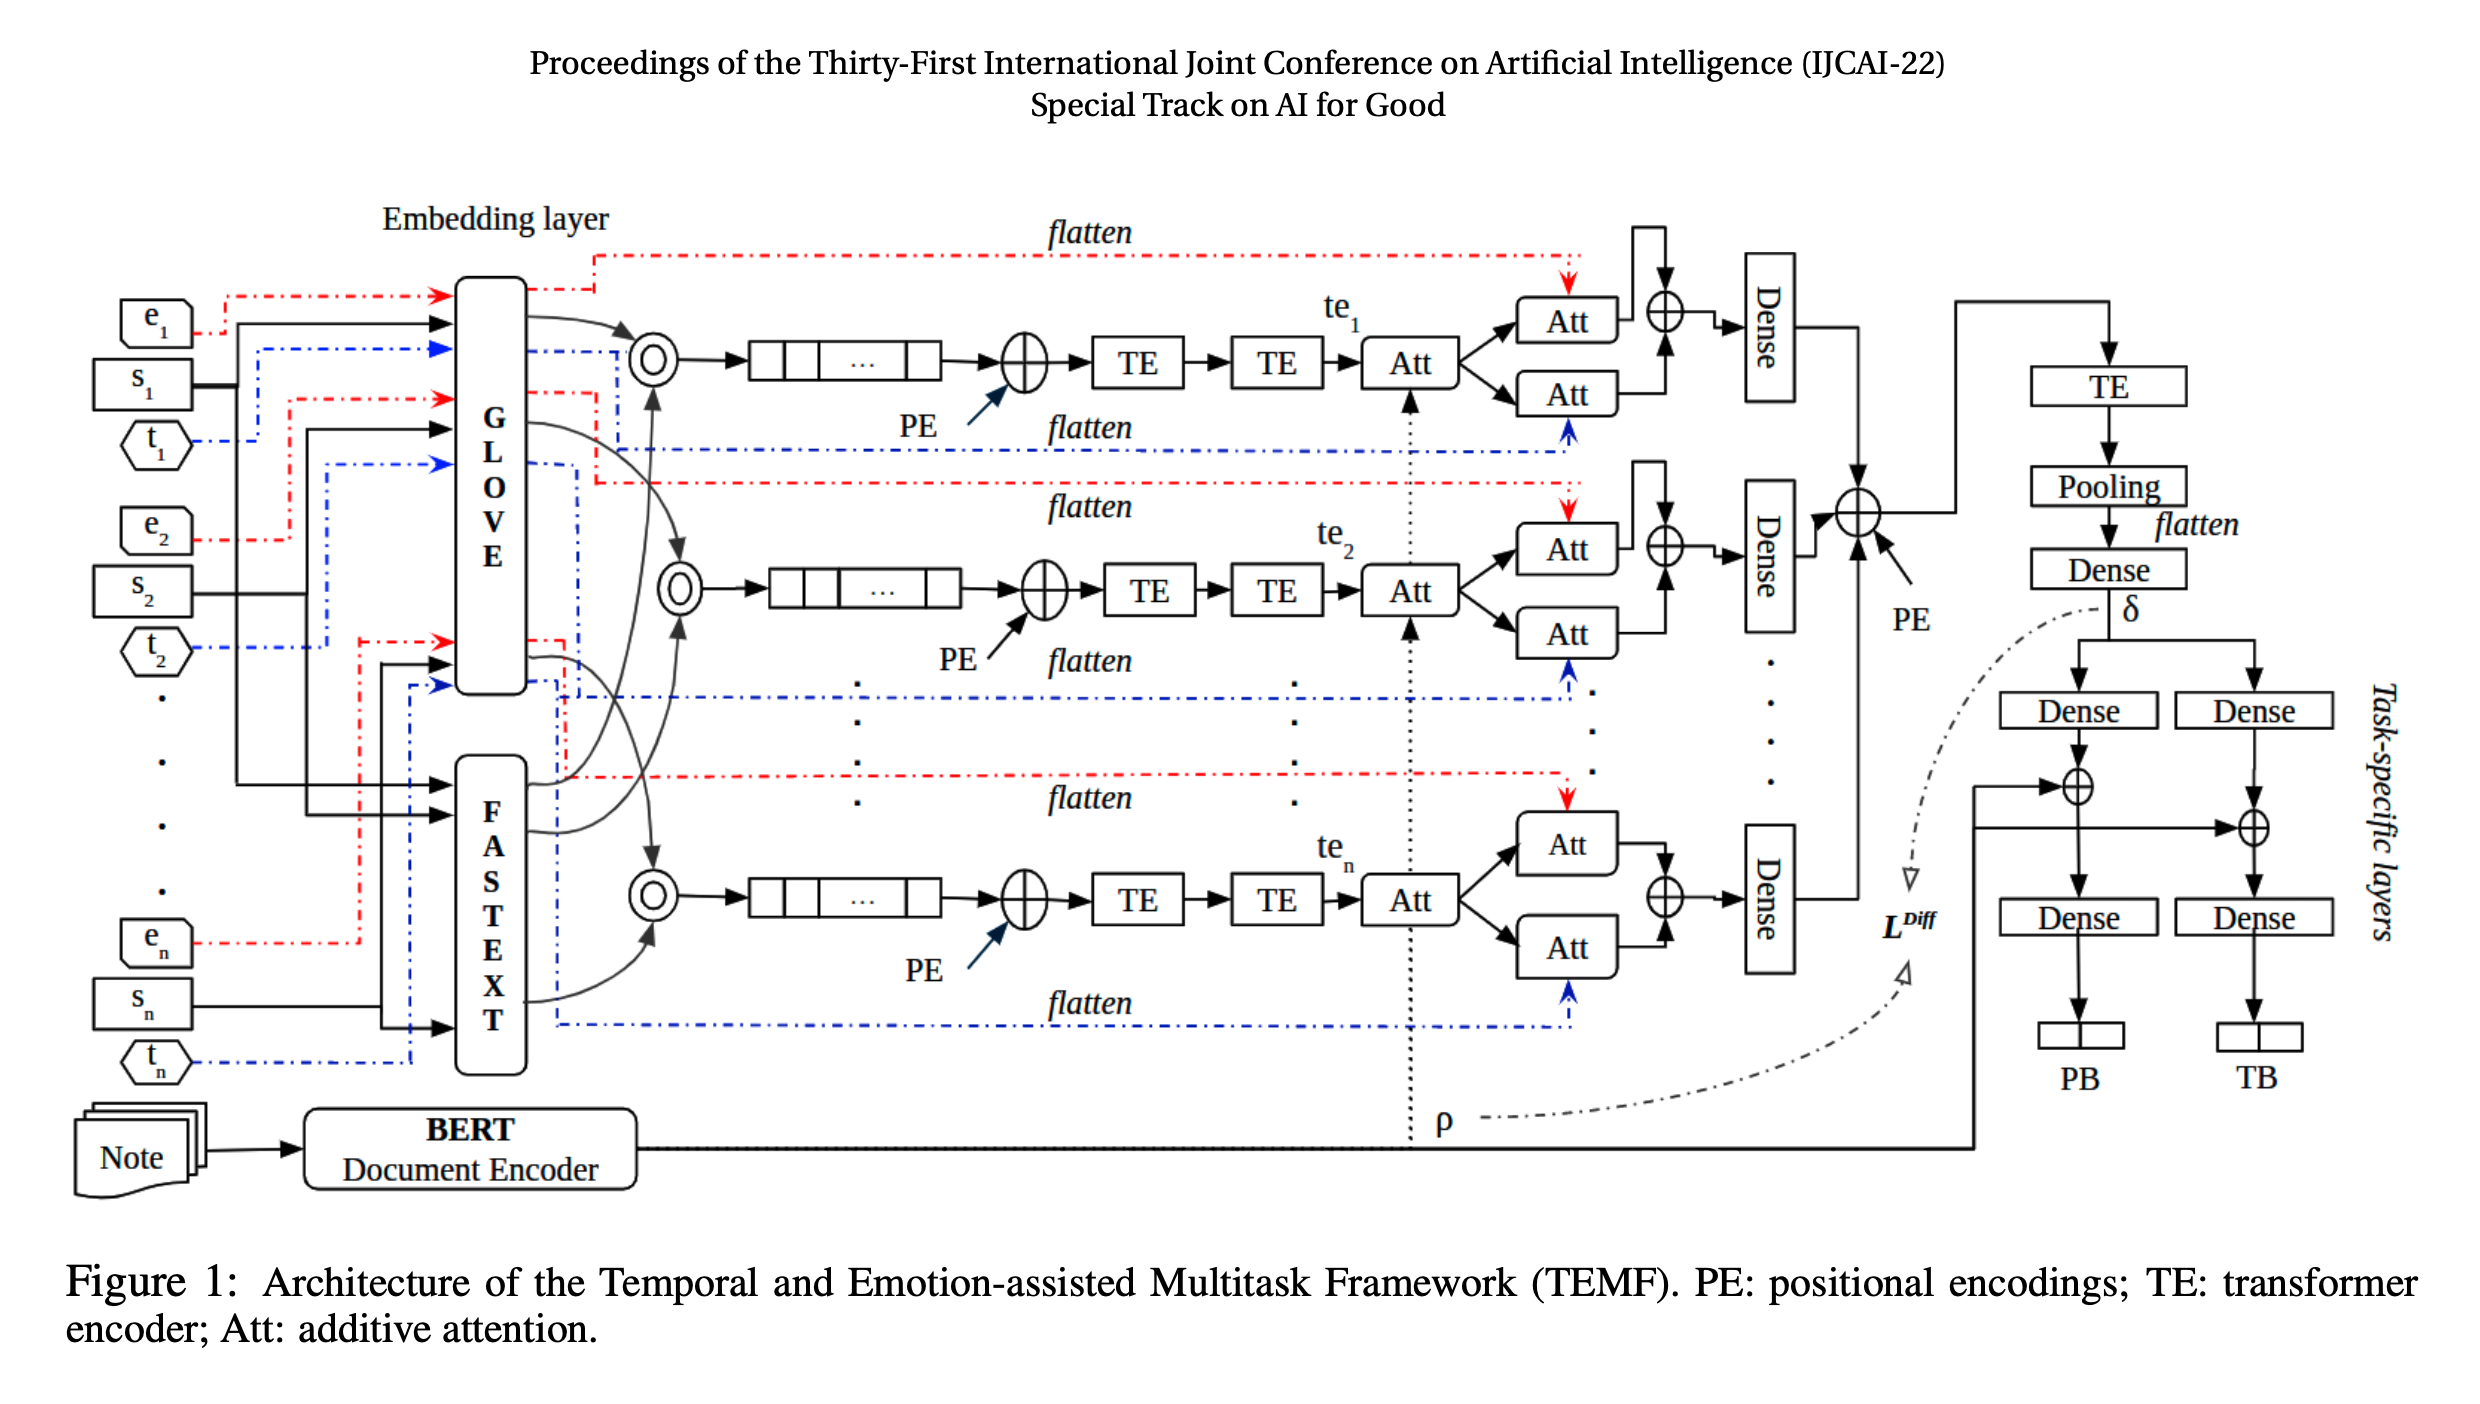 Proceedings of the Thirty-First International Joint Conference on Artificial Intelligence (IJCAI-22)
Special Track on AI for Good
Embedding layer
e1
s1
t1
e2
s2
t2
en
sn
tn
GLOVE
FASTEXT
Note
BERT
Document Encoder
flatten
...
PE
TE
TE
te1
Att
Att
Att
Dense
flatten
flatten
...
PE
TE
TE
te2
Att
Att
Att
Dense
flatten
flatten
...
PE
TE
TE
ten
Att
Att
Att
Dense
flatten
PE
ρ
LDiff
TE
Pooling
flatten
Dense
δ
Dense
Dense
Dense
Dense
PB
TB
Task-specific layers
Figure 1: Architecture of the Temporal and Emotion-assisted Multitask Framework (TEMF). PE: positional encodings; TE: transformer
encoder; Att: additive attention.